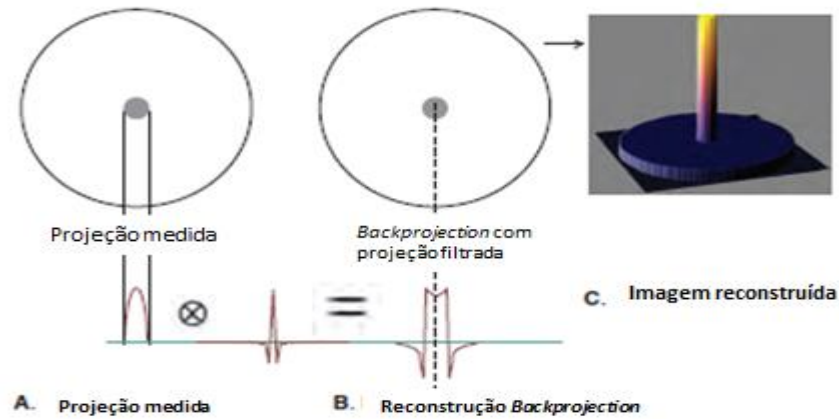 Projeção medida
Backprojection com
projeção filtrada
C. Imagem reconstruída
A. Projeção medida
B. Reconstrução Backprojection